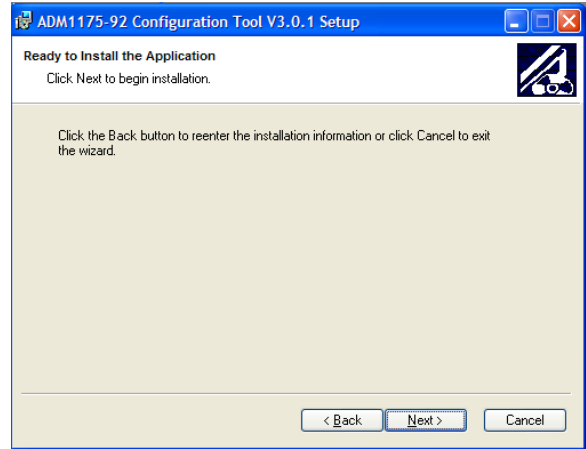 ADM1175-92 Configuration Tool V3.0.1 Setup
Ready to Install the Application
Click Next to begin installation.
Click the Back button to reenter the installation information or click Cancel to exit
the wizard.
< Back Next > Cancel